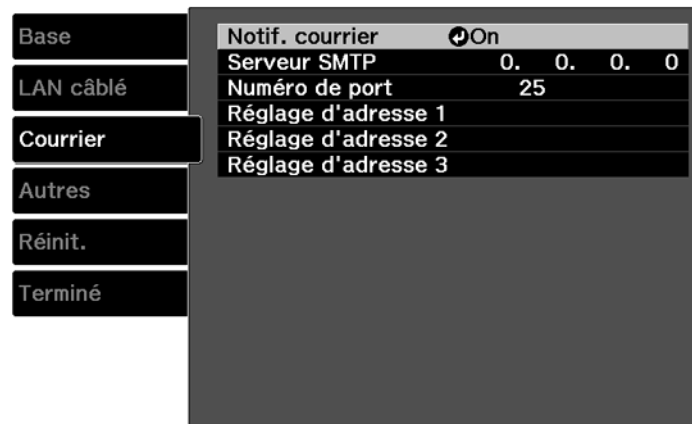 Base
LAN câblé
Courrier
Autres
Réinit.
Terminé
Notif. courrier On
Serveur SMTP 0. 0. 0. 0
Numéro de port 25
Réglage d'adresse 1
Réglage d'adresse 2
Réglage d'adresse 3